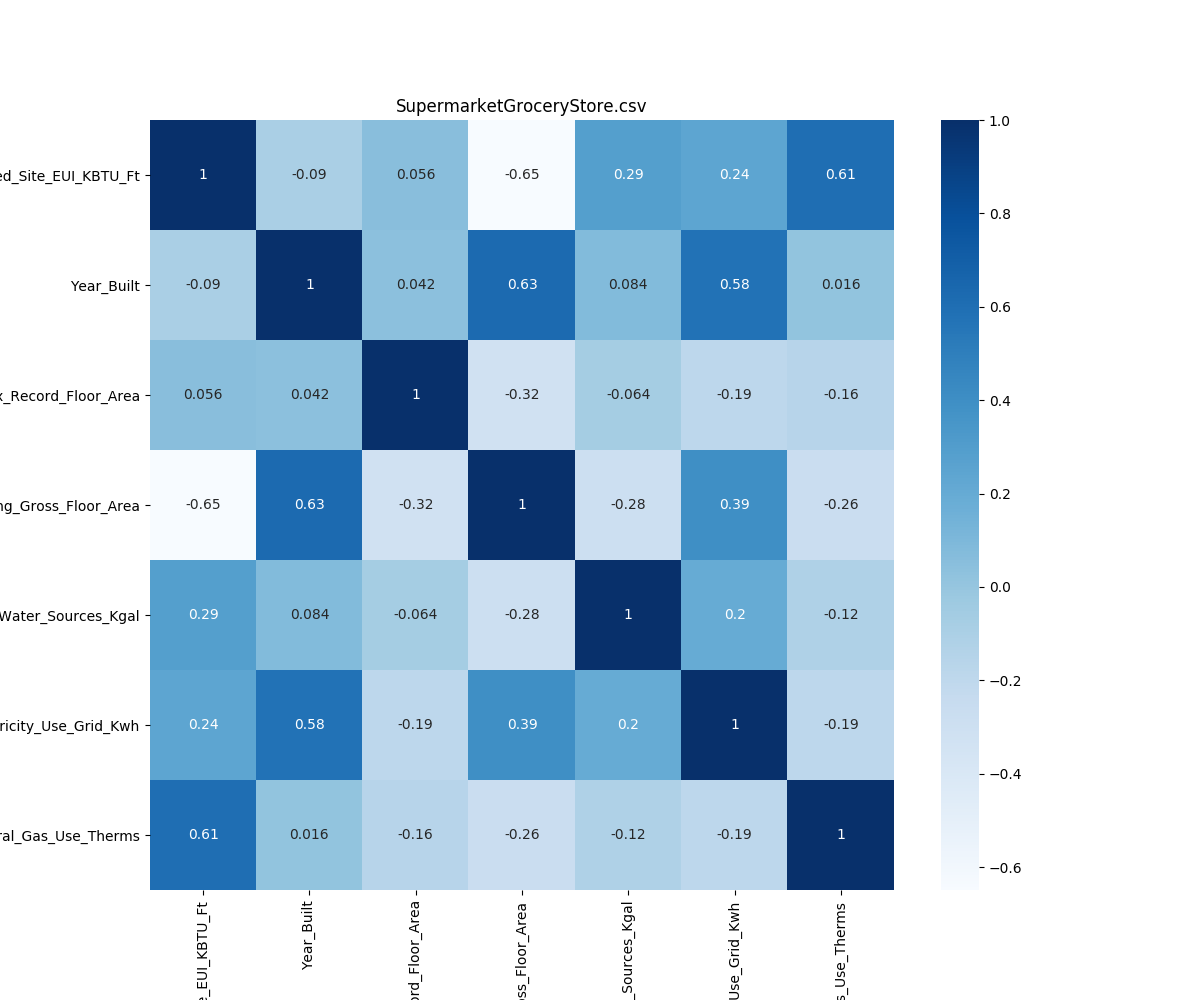 SupermarketGroceryStore.csv
ed_Site_EUI_KBTU_Ft 1 -0.09 0.056 -0.65 0.29 0.24 0.61
Year_Built -0.09 1 0.042 0.63 0.084 0.58 0.016
x_Record_Floor_Area 0.056 0.042 1 -0.32 -0.064 -0.19 -0.16
ng_Gross_Floor_Area -0.65 0.63 -0.32 1 -0.28 0.39 -0.26
Water_Sources_Kgal 0.29 0.084 -0.064 -0.28 1 0.2 -0.12
ricity_Use_Grid_Kwh 0.24 0.58 -0.19 0.39 0.2 1 -0.19
ral_Gas_Use_Therms 0.61 0.016 -0.16 -0.26 -0.12 -0.19 1
e_EUI_KBTU_Ft
Year_Built
ord_Floor_Area
oss_Floor_Area
_Sources_Kgal
Use_Grid_Kwh
s_Use_Therms
1.0
0.8
0.6
0.4
0.2
0.0
−0.2
−0.4
−0.6